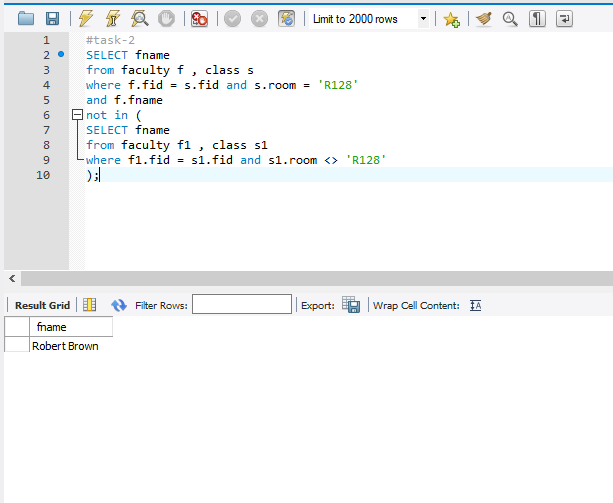 Limit to 2000 rows
1 #task-2
2 SELECT fname
3 from faculty f , class s
4 where f.fid = s.fid and s.room = 'R128'
5 and f.fname
6 not in (
7 SELECT fname
8 from faculty f1 , class s1
9 where f1.fid = s1.fid and s1.room <> 'R128'
10 );
Result Grid Filter Rows: Export: Wrap Cell Content:
fname
Robert Brown